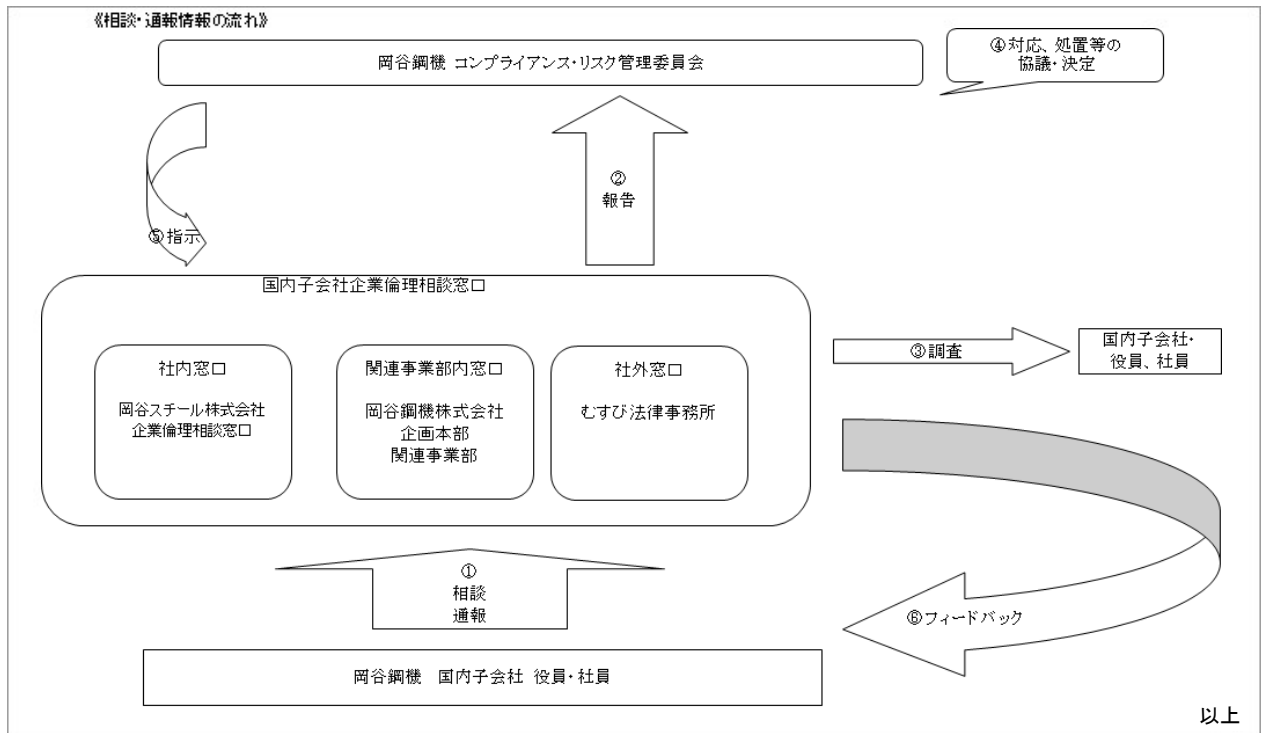 《相談・通報情報の流れ》
岡谷鋼機 コンプライアンス・リスク管理委員会
④対応、処置等の
協議・決定
②
報告
⑤指示
国内子会社企業倫理相談窓口
社内窓口
岡谷スチール株式会社
企業倫理相談窓口
関連事業部内窓口
岡谷鋼機株式会社
企画本部
関連事業部
社外窓口
むすび法律事務所
③調査
国内子会社・
役員、社員
①
相談
通報
⑥フィードバック
岡谷鋼機 国内子会社 役員・社員
以上